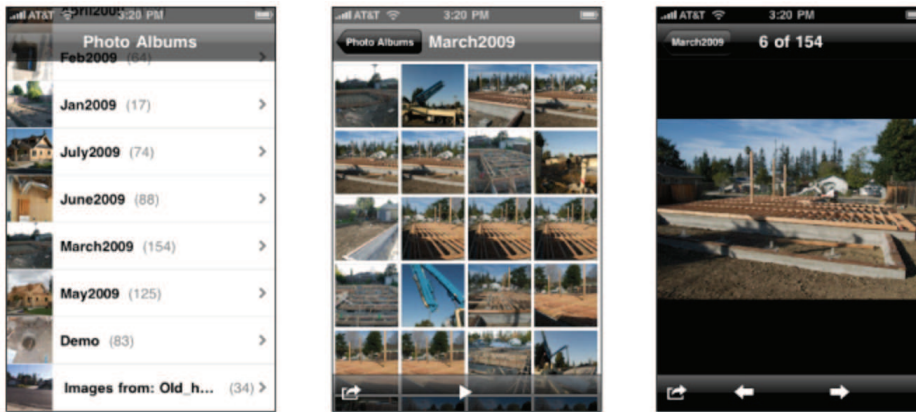 AT&T 3:20 PM
April2009
Photo Albums
Feb2009 (64)
Jan2009 (17)
July2009 (74)
June2009 (88)
March2009 (154)
May2009 (125)
Demo (83)
Images from: Old_h... (34)
AT&T 3:20 PM
Photo Albums March2009
AT&T 3:20 PM
March2009 6 of 154